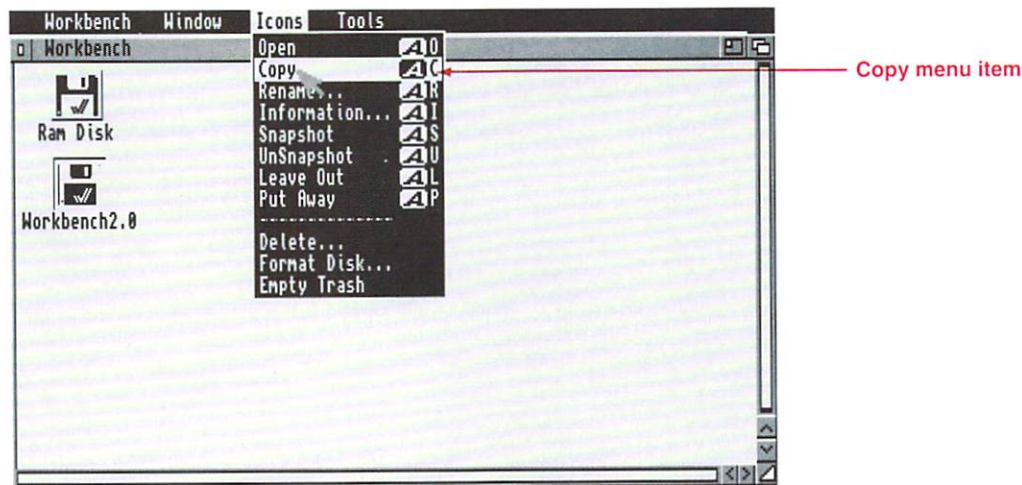 Workbench Window Icons Tools
Workbench
Open A O
Copy A C
Rename... A R
Information... A I
Snapshot A S
UnSnapshot A U
Leave Out A L
Put Away A P
Delete...
Format Disk...
Empty Trash
Ram Disk
Workbench2.0
Copy menu item